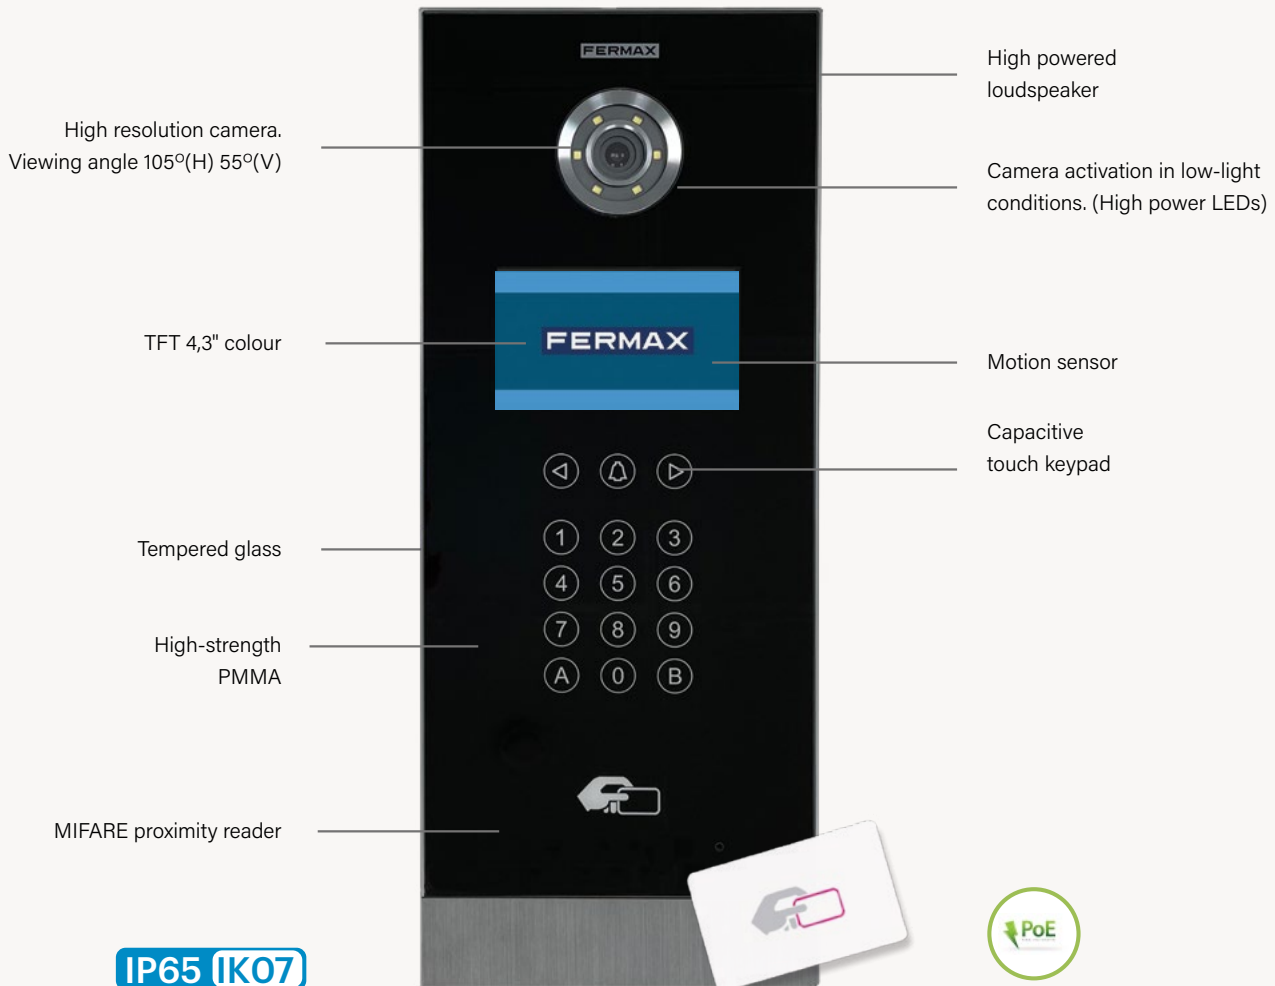 FERMAX
High powered
loudspeaker
High resolution camera.
Viewing angle 105º(H) 55º(V)
Camera activation in low-light
conditions. (High power LEDs)
TFT 4,3" colour
FERMAX
Motion sensor
Capacitive
touch keypad
1 2 3
Tempered glass
4 5 6
7 8 9
High-strength
PMMA
A 0 B
MIFARE proximity reader
PoE
IP65 IK07